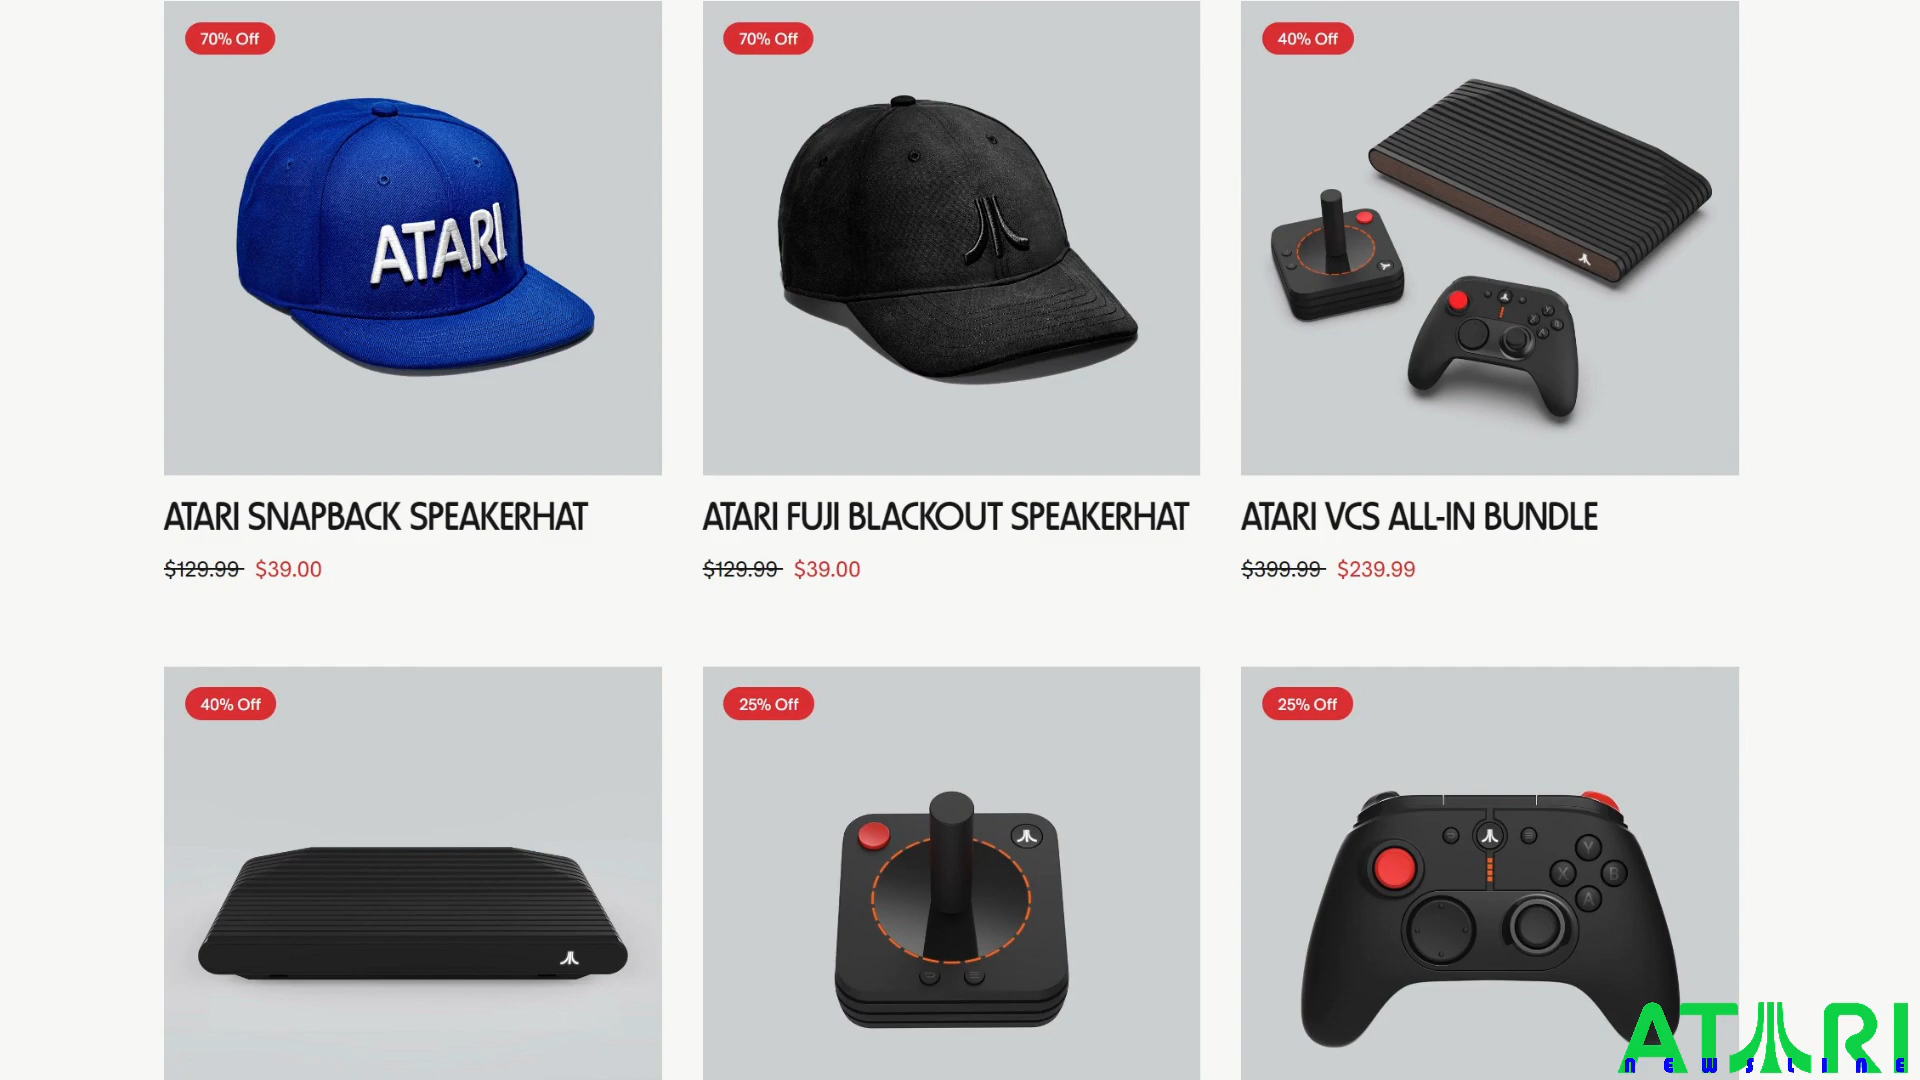 70% Off
70% Off
40% Off
ATARI
ATARI SNAPBACK SPEAKERHAT
ATARI FUJI BLACKOUT SPEAKERHAT
ATARI VCS ALL-IN BUNDLE
$129.99 $39.00
$129.99 $39.00
$399.99 $239.99
40% Off
25% Off
25% Off
Y
X B
A
ATARI
NEWSLINE